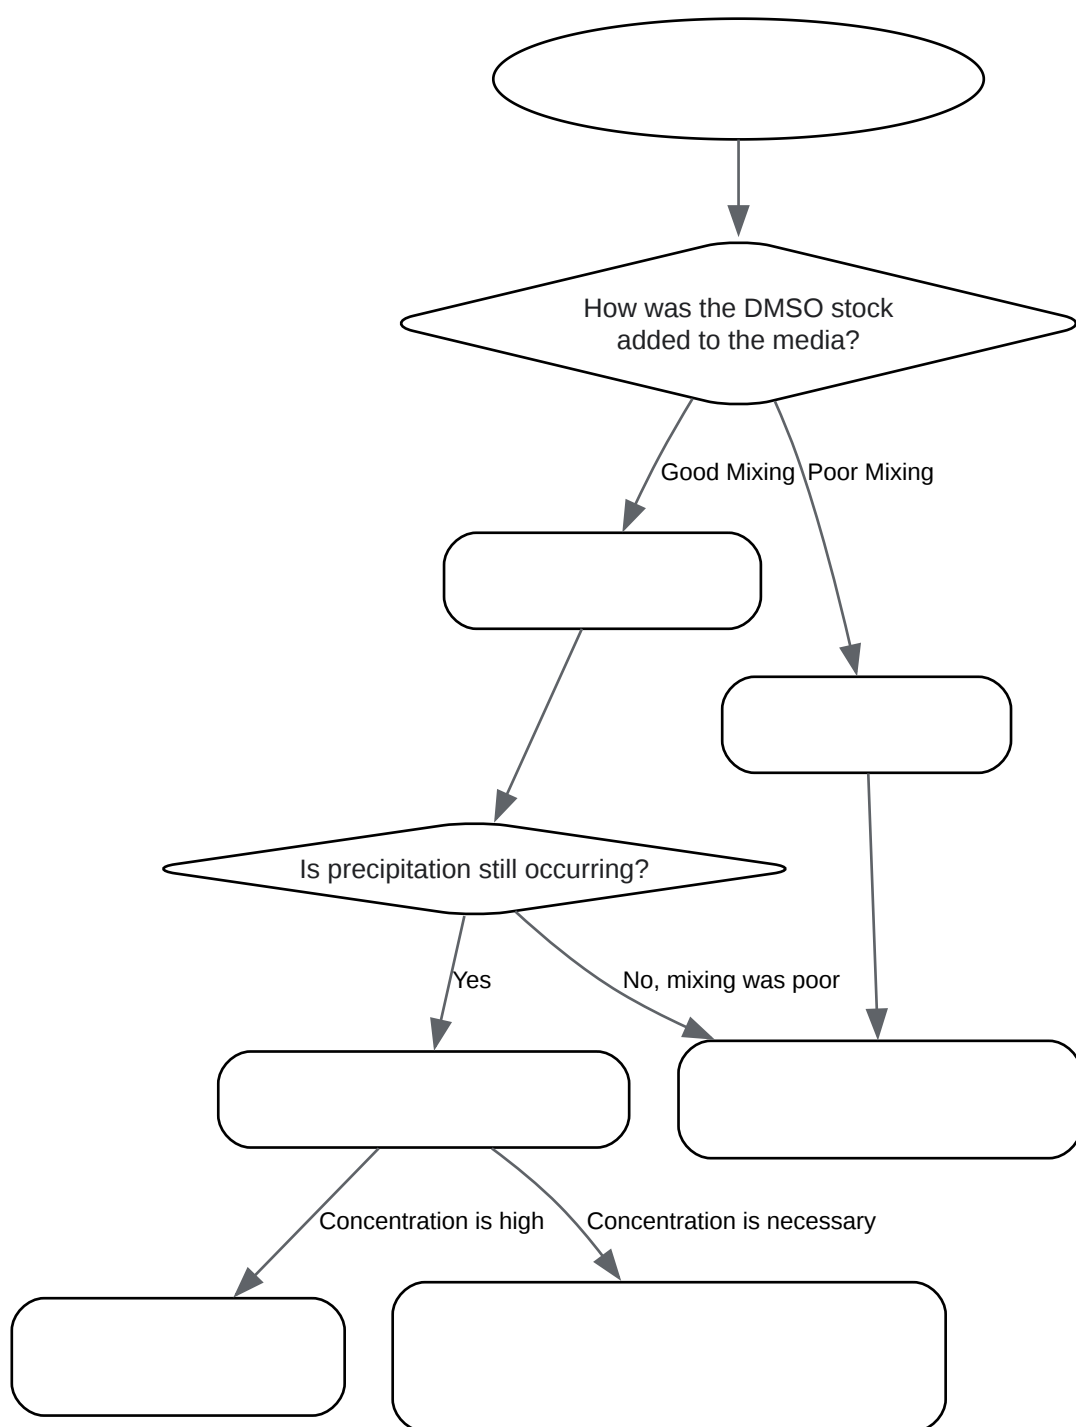 How was the DMSO stock
added to the media?
Good Mixing
Poor Mixing
Is precipitation still occurring?
Yes
No, mixing was poor
Concentration is high
Concentration is necessary